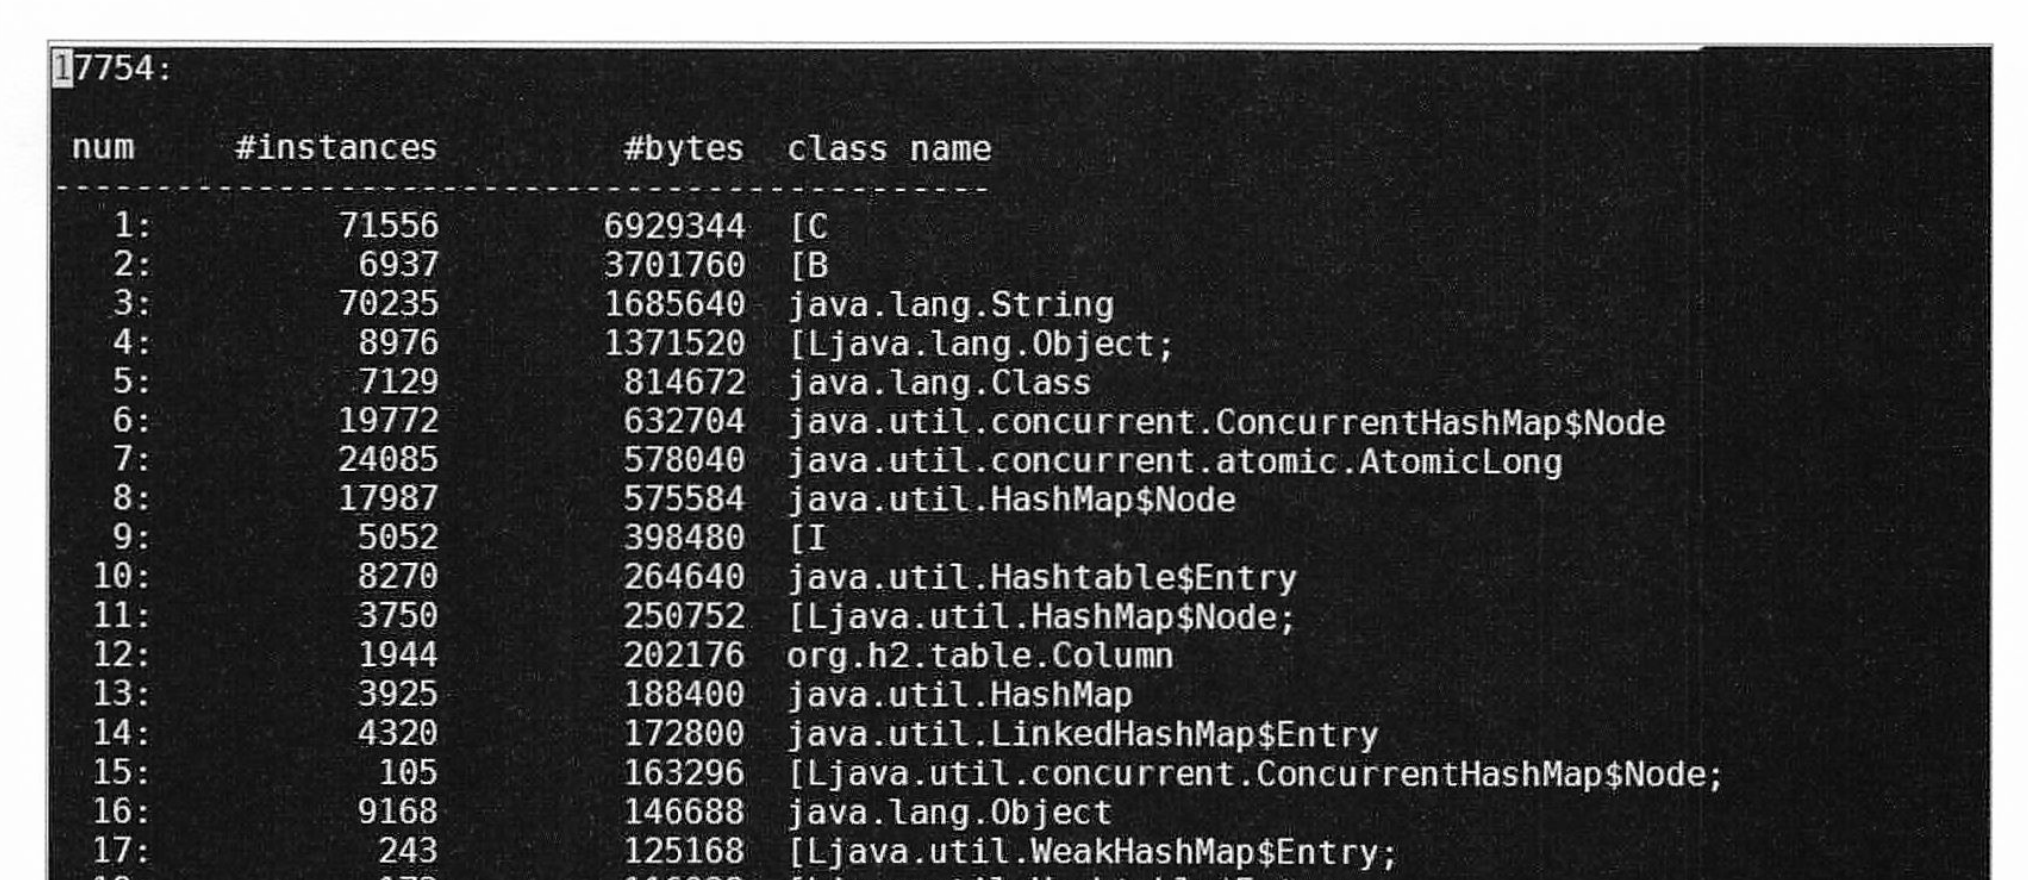 17754:
num #instances #bytes class name
-----------------------------------------------
1: 71556 6929344 [C
2: 6937 3701760 [B
3: 70235 1685640 java.lang.String
4: 8976 1371520 [Ljava.lang.Object;
5: 7129 814672 java.lang.Class
6: 19772 632704 java.util.concurrent.ConcurrentHashMap$Node
7: 24085 578040 java.util.concurrent.atomic.AtomicLong
8: 17987 575584 java.util.HashMap$Node
9: 5052 398480 [I
10: 8270 264640 java.util.Hashtable$Entry
11: 3750 250752 [Ljava.util.HashMap$Node;
12: 1944 202176 org.h2.table.Column
13: 3925 188400 java.util.HashMap
14: 4320 172800 java.util.LinkedHashMap$Entry
15: 105 163296 [Ljava.util.concurrent.ConcurrentHashMap$Node;
16: 9168 146688 java.lang.Object
17: 243 125168 [Ljava.util.WeakHashMap$Entry;